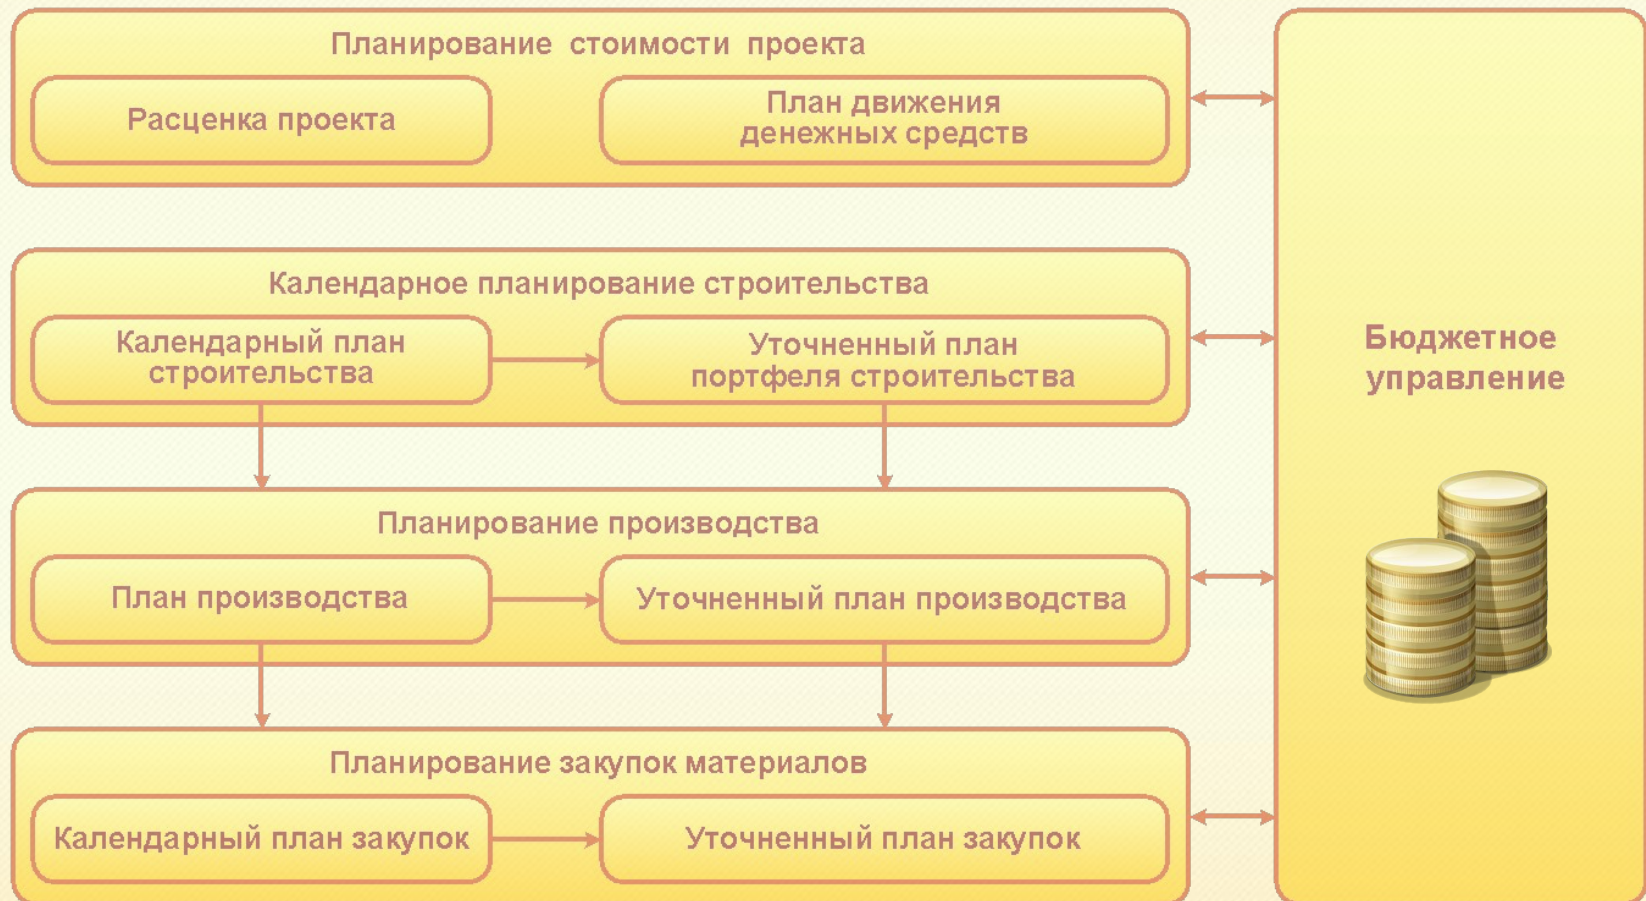 Планирование стоимости проекта
Расценка проекта
План движения
денежных средств
Календарное планирование строительства
Календарный план
строительства
Уточненный план
портфеля строительства
Планирование производства
План производства
Уточненный план производства
Планирование закупок материалов
Календарный план закупок
Уточненный план закупок
Бюджетное
управление